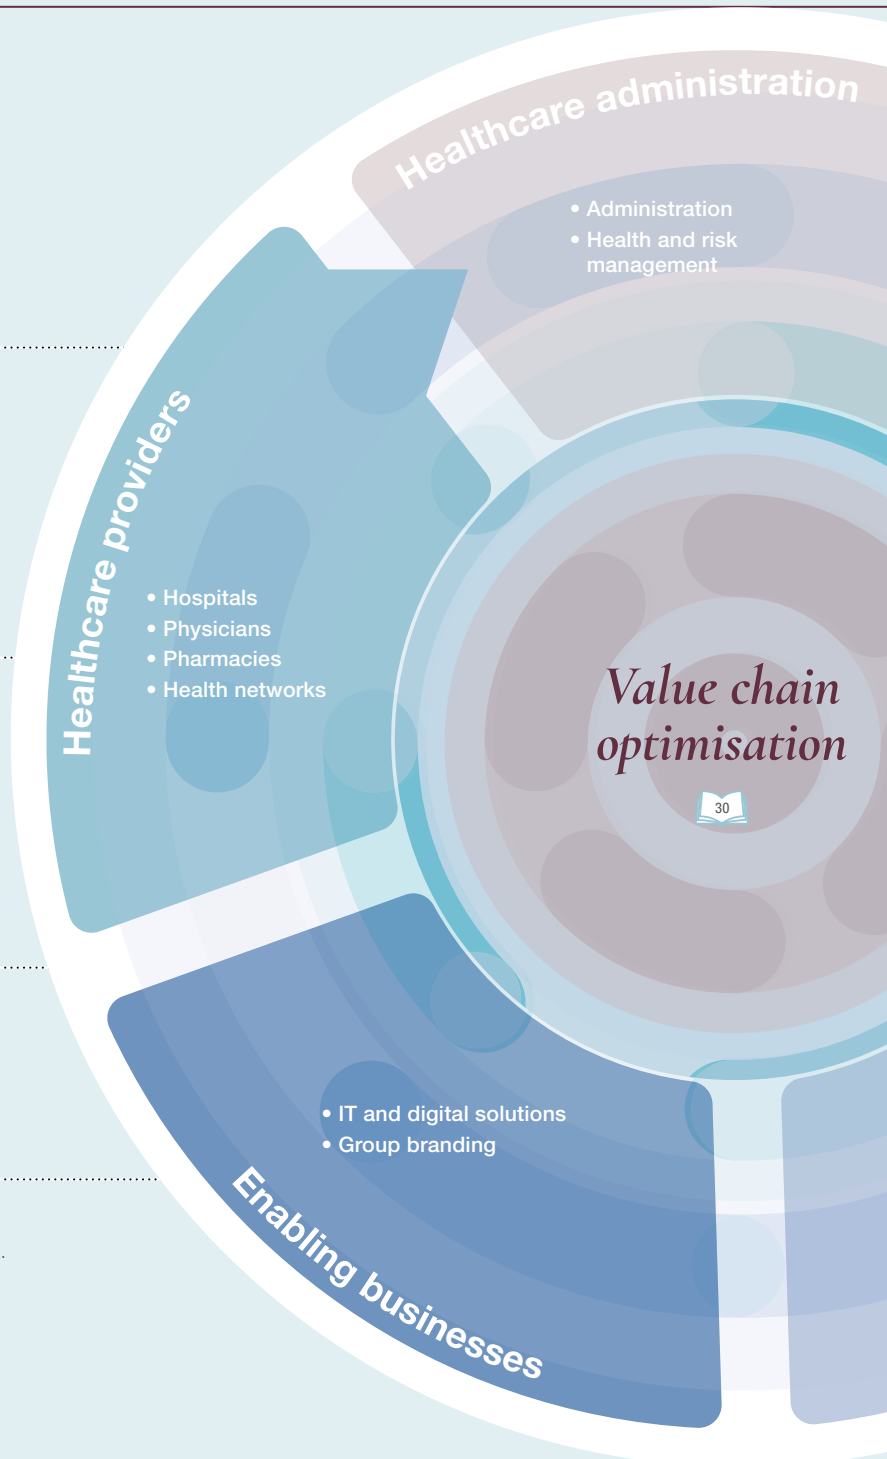 Healthcare administration
• Administration
• Health and risk
management
Healthcare providers
• Hospitals
• Physicians
• Pharmacies
• Health networks
Value chain
optimisation
30
• IT and digital solutions
• Group branding
Enabling businesses